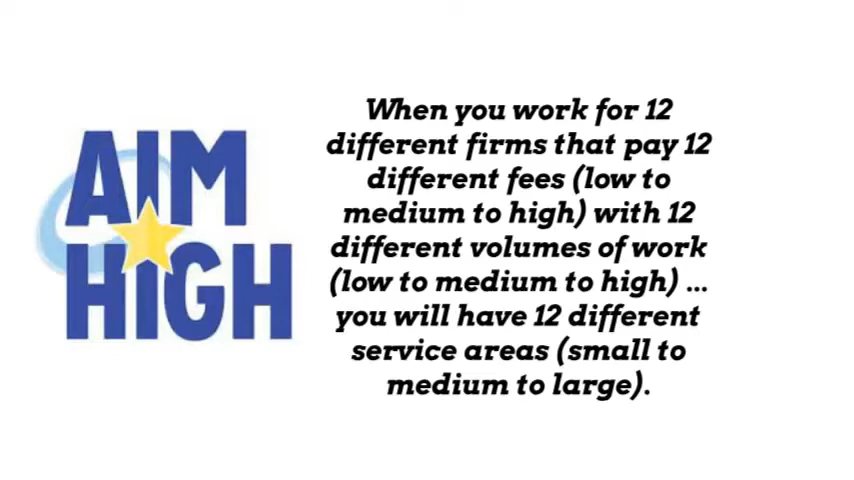 AIM
HIGH
When you work for 12
different firms that pay 12
different fees (low to
medium to high) with 12
different volumes of work
(low to medium to high) ...
you will have 12 different
service areas (small to
medium to large).